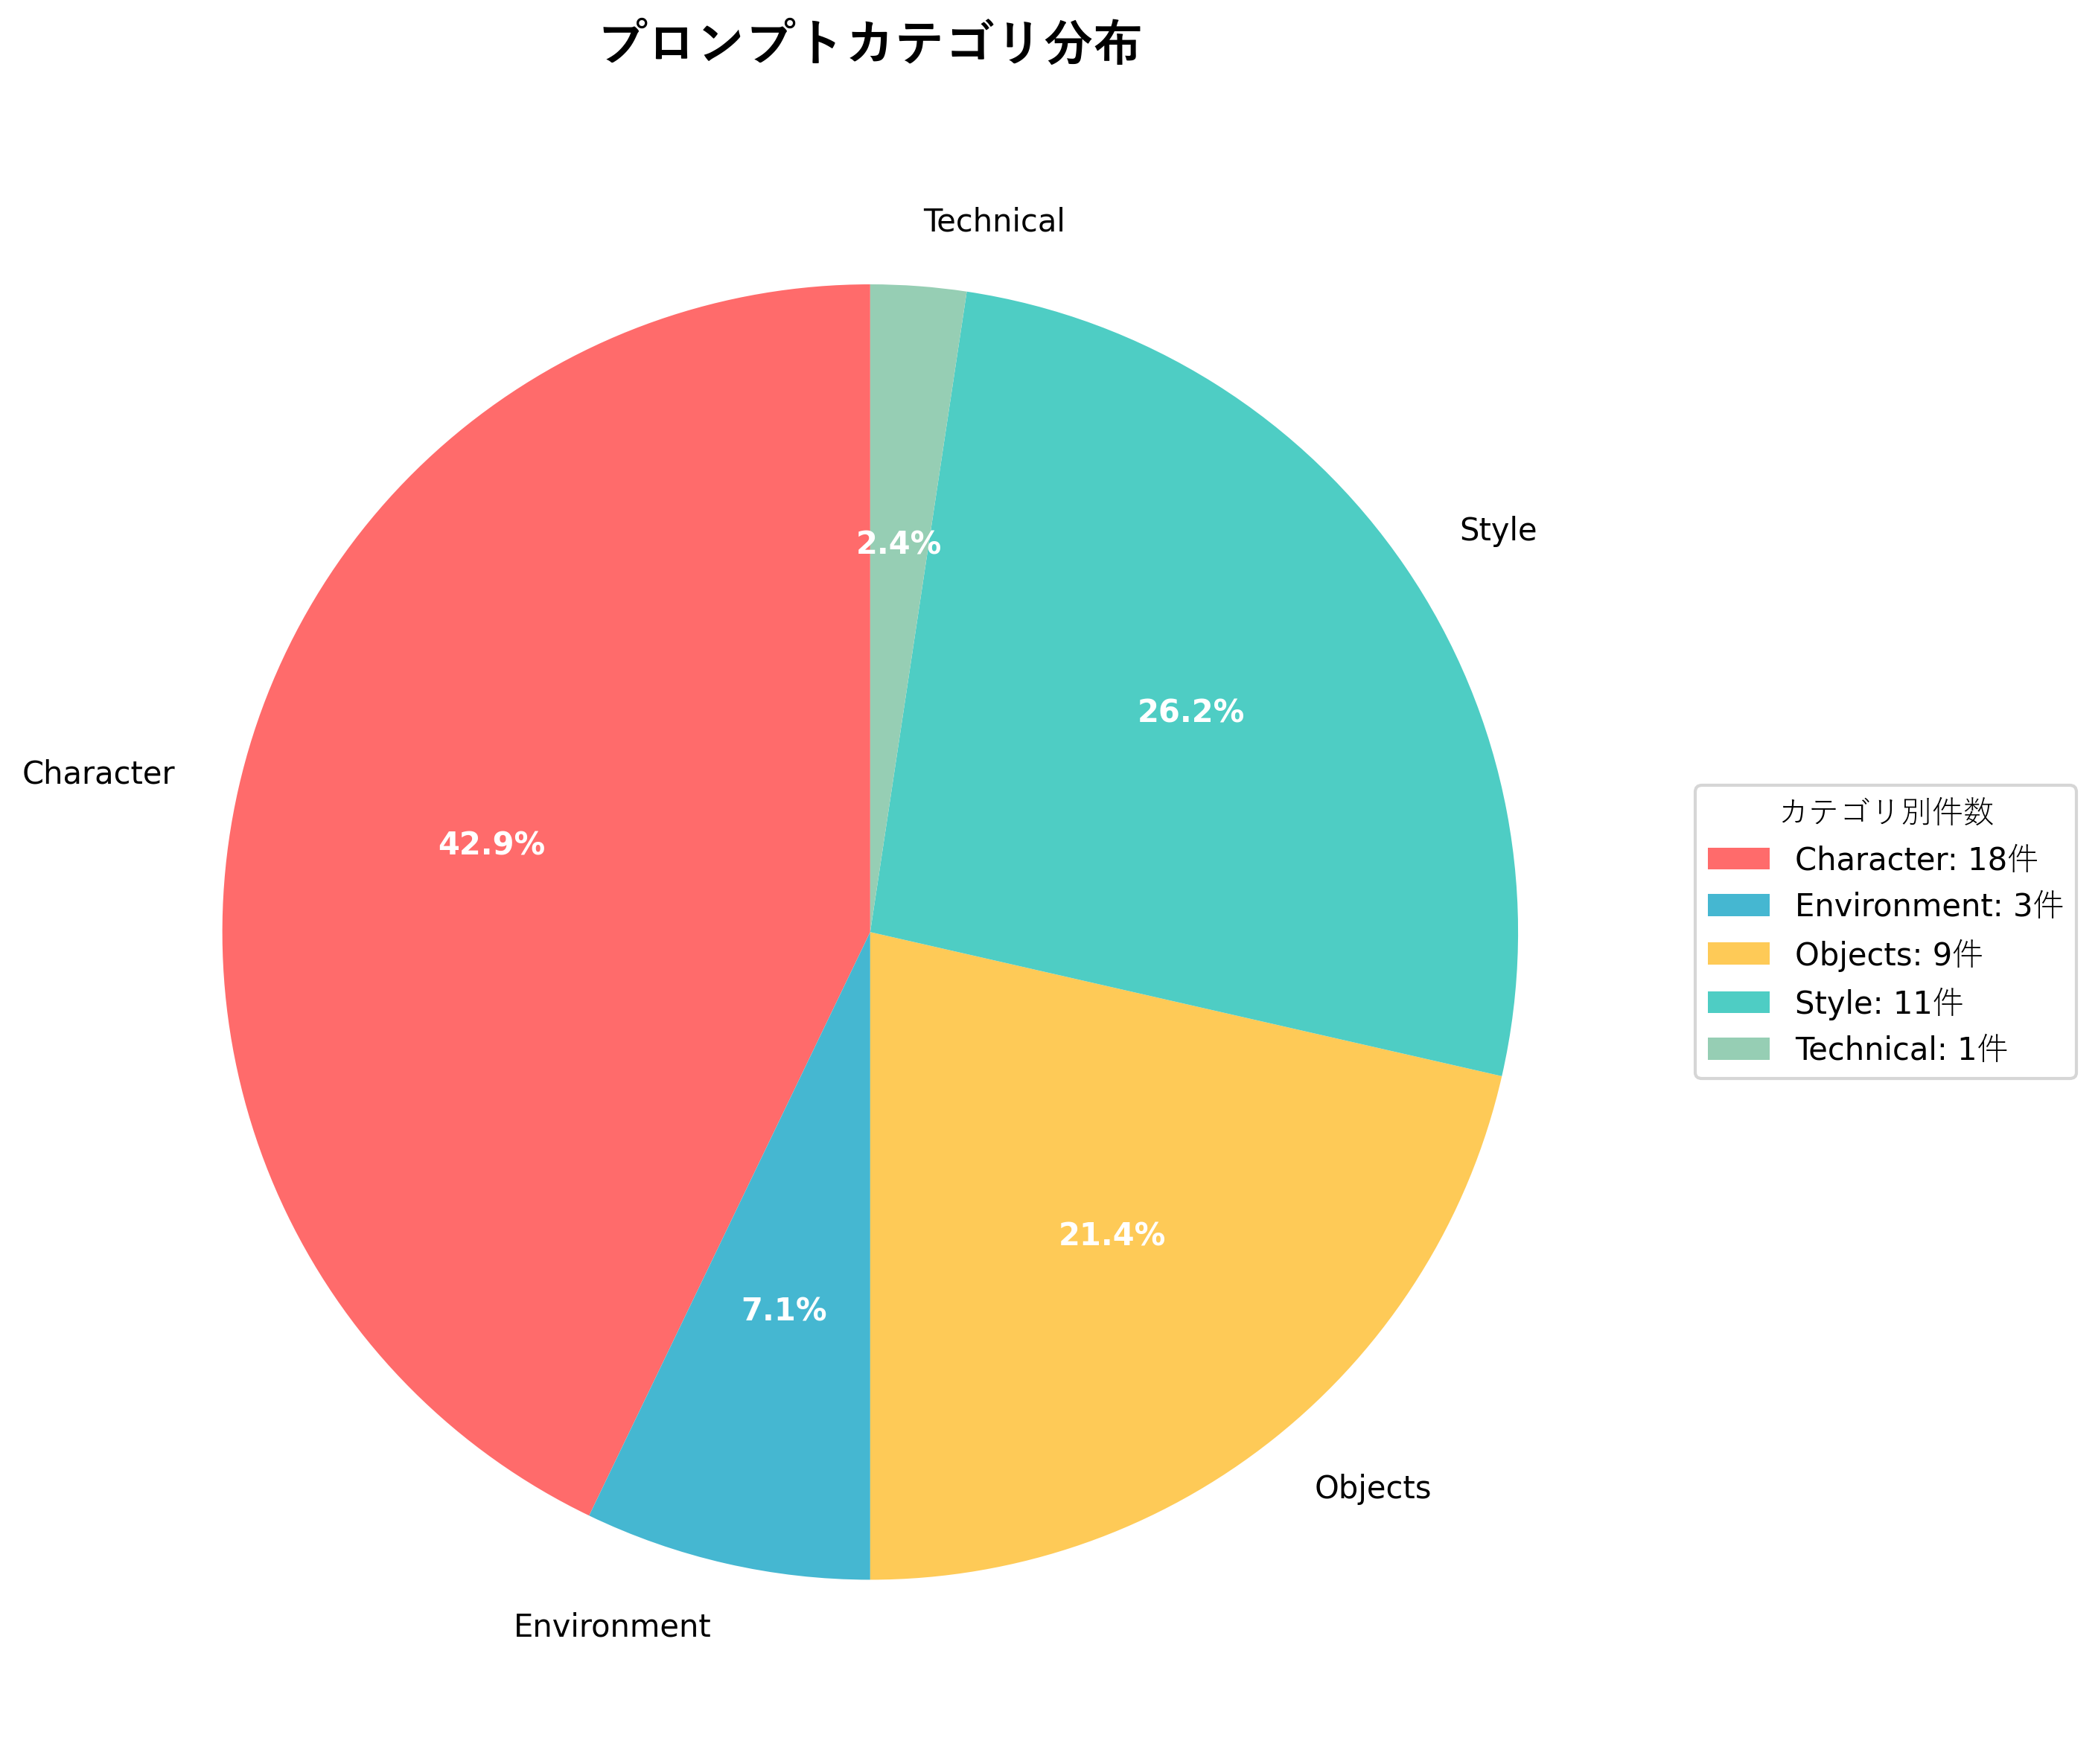 プロンプトカテゴリ分布
Technical
Style
2.4%
26.2%
Character
42.9%
カテゴリ別件数
Character: 18件
Environment: 3件
Objects: 9件
Style: 11件
Technical: 1件
21.4%
7.1%
Objects
Environment